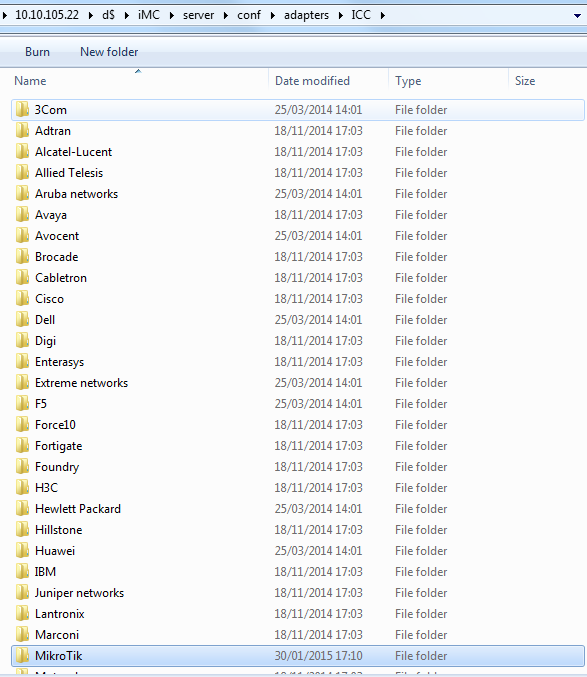 10.10.105.22 d$ iMC server conf adapters ICC
Burn New folder
Name Date modified Type Size
3Com 25/03/2014 14:01 File folder
Adtran 18/11/2014 17:03 File folder
Alcatel-Lucent 18/11/2014 17:03 File folder
Allied Telesis 18/11/2014 17:03 File folder
Aruba networks 25/03/2014 14:01 File folder
Avaya 18/11/2014 17:03 File folder
Avocent 25/03/2014 14:01 File folder
Brocade 18/11/2014 17:03 File folder
Cabletron 18/11/2014 17:03 File folder
Cisco 18/11/2014 17:03 File folder
Dell 25/03/2014 14:01 File folder
Digi 18/11/2014 17:03 File folder
Enterasys 18/11/2014 17:03 File folder
Extreme networks 25/03/2014 14:01 File folder
F5 25/03/2014 14:01 File folder
Force10 18/11/2014 17:03 File folder
Fortigate 18/11/2014 17:03 File folder
Foundry 18/11/2014 17:03 File folder
H3C 18/11/2014 17:03 File folder
Hewlett Packard 25/03/2014 14:01 File folder
Hillstone 18/11/2014 17:03 File folder
Huawei 25/03/2014 14:01 File folder
IBM 18/11/2014 17:03 File folder
Juniper networks 18/11/2014 17:03 File folder
Lantronix 18/11/2014 17:03 File folder
Marconi 18/11/2014 17:03 File folder
MikroTik 30/01/2015 17:10 File folder